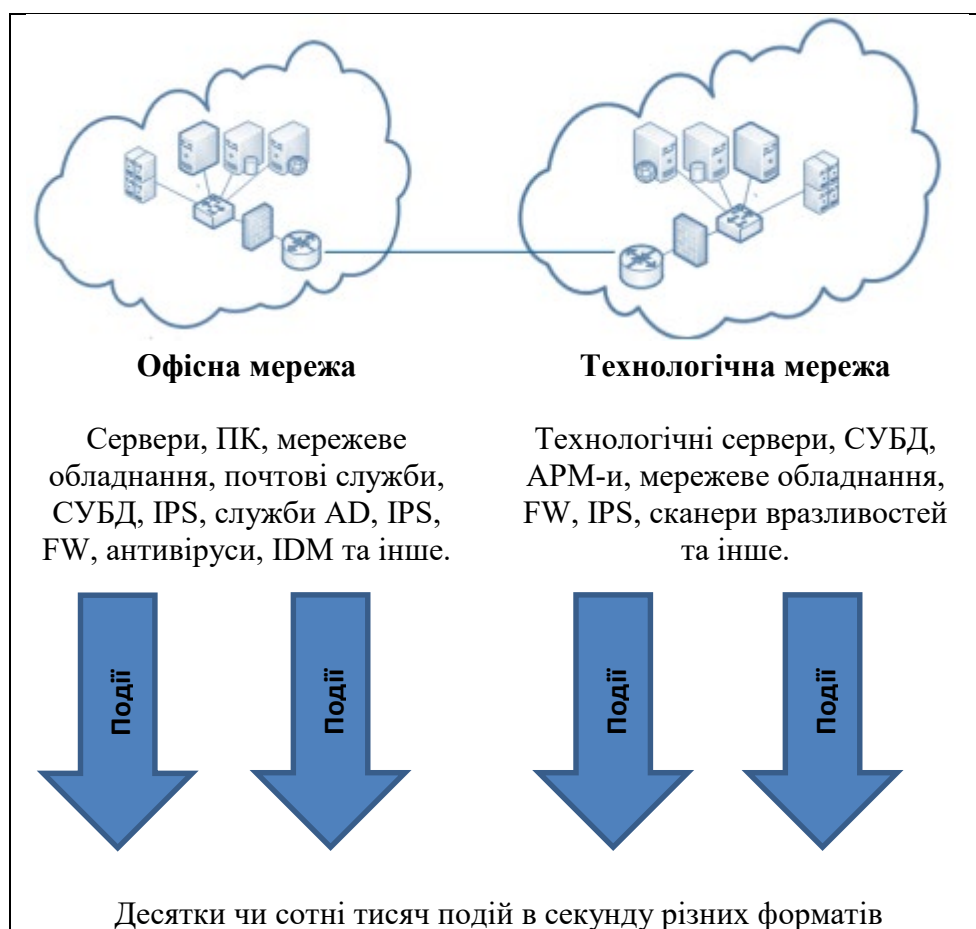 Офісна мережа
Сервери, ПК, мережеве
обладнання, почтові служби,
СУБД, IPS, служби AD, IPS,
FW, антивіруси, IDM та інше.
Технологічна мережа
Технологічні сервери, СУБД,
АРМ-и, мережеве обладнання,
FW, IPS, сканери вразливостей
та інше.
Події
Події
Події
Події
Десятки чи сотні тисяч подій в секунду різних форматів